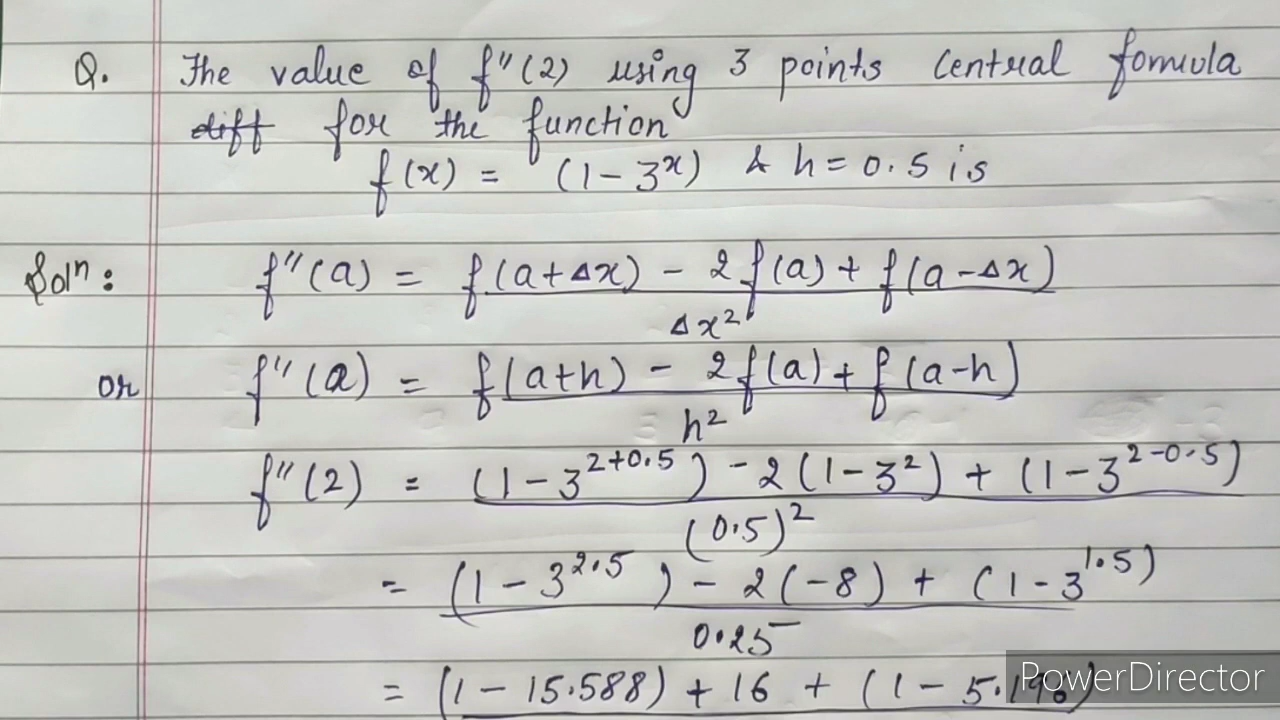 Q. The value of f"(2) using 3 points central fomula
diff for the function
f(x) = (1-3^x) & h = 0.5 is
Solⁿ: f"(a) = f(a+Δx) - 2f(a) + f(a-Δx)
Δx²
or f"(a) = f(a+h) - 2f(a) + f(a-h)
h²
f"(2) = (1-3^2+0.5) - 2(1-3²) + (1-3^2-0.5)
(0.5)²
= (1-3^2.5) - 2(-8) + (1-3^1.5)
0.25
= (1-15.588) + 16 + (1-5.196)
PowerDirector